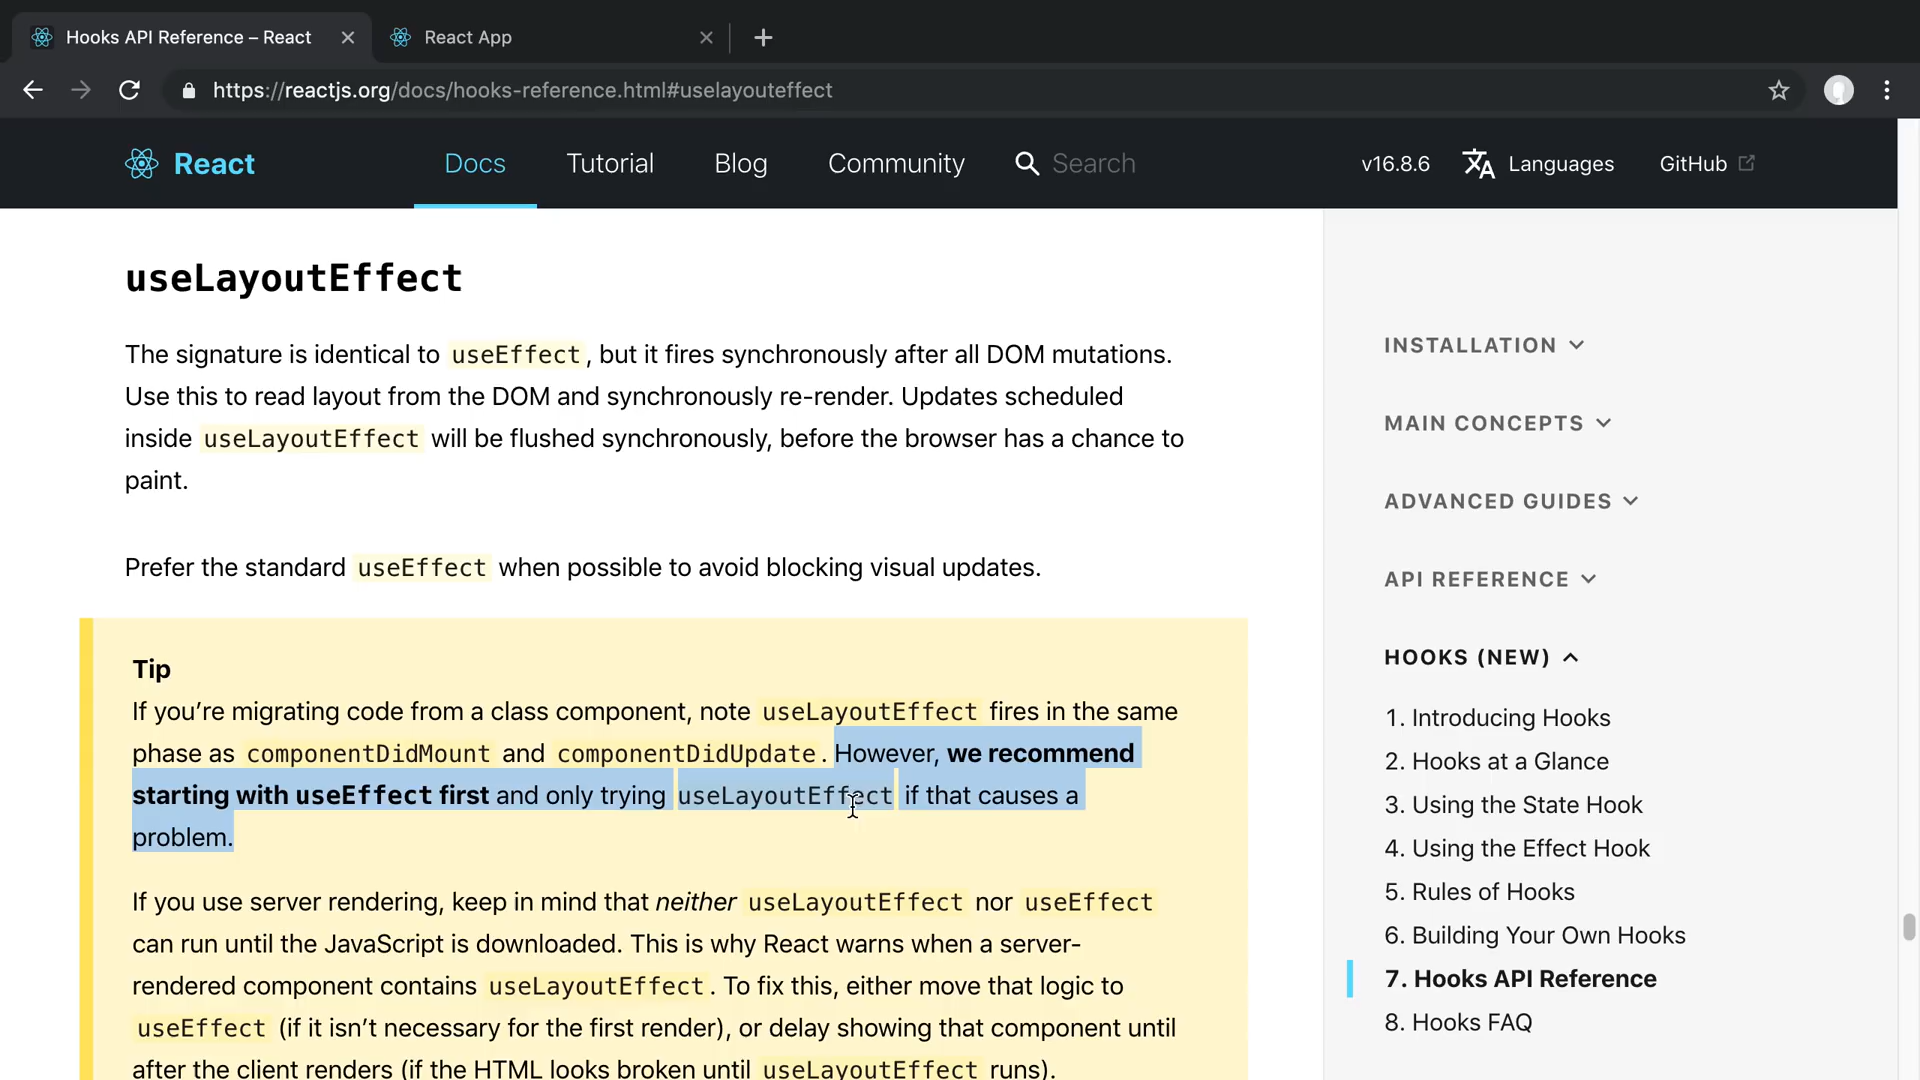 Hooks API Reference – React
React App
https://reactjs.org/docs/hooks-reference.html#uselayouteffect
React
Docs
Tutorial
Blog
Community
Search
v16.8.6
Languages
GitHub
useLayoutEffect
The signature is identical to useEffect, but it fires synchronously after all DOM mutations.
Use this to read layout from the DOM and synchronously re-render. Updates scheduled
inside useLayoutEffect will be flushed synchronously, before the browser has a chance to
paint.
Prefer the standard useEffect when possible to avoid blocking visual updates.
Tip
If you’re migrating code from a class component, note useLayoutEffect fires in the same
phase as componentDidMount and componentDidUpdate. However, we recommend
starting with useEffect first and only trying useLayoutEffect if that causes a
problem.
If you use server rendering, keep in mind that neither useLayoutEffect nor useEffect
can run until the JavaScript is downloaded. This is why React warns when a server-
rendered component contains useLayoutEffect. To fix this, either move that logic to
useEffect (if it isn’t necessary for the first render), or delay showing that component until
after the client renders (if the HTML looks broken until useLayoutEffect runs).
INSTALLATION
MAIN CONCEPTS
ADVANCED GUIDES
API REFERENCE
HOOKS (NEW)
1. Introducing Hooks
2. Hooks at a Glance
3. Using the State Hook
4. Using the Effect Hook
5. Rules of Hooks
6. Building Your Own Hooks
7. Hooks API Reference
8. Hooks FAQ